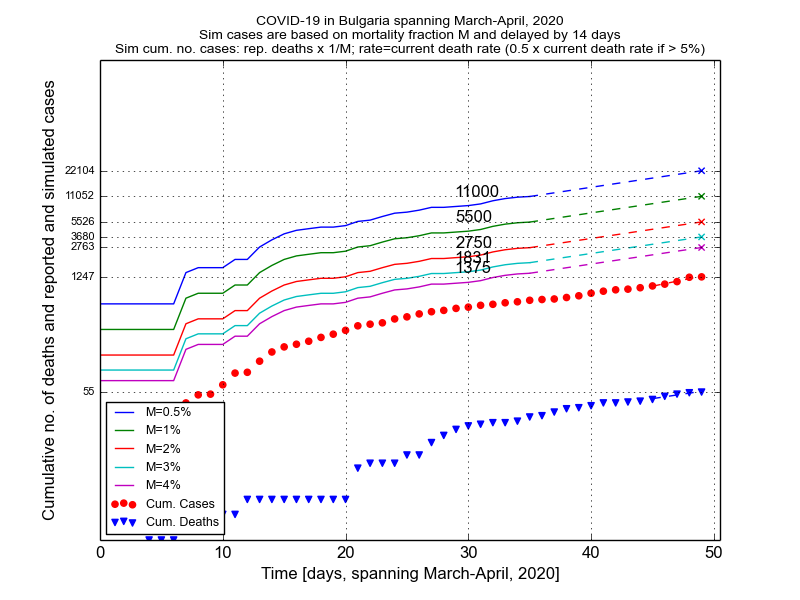 COVID-19 in Bulgaria spanning March-April, 2020
Sim cases are based on mortality fraction M and delayed by 14 days
Sim cum. no. cases: rep. deaths x 1/M; rate=current death rate (0.5 x current death rate if > 5%)
Cumulative no. of deaths and reported and simulated cases
22104
11052
5526
3680
2763
1247
55
11000
5500
2750
1831
1375
M=0.5%
M=1%
M=2%
M=3%
M=4%
Cum. Cases
Cum. Deaths
0 10 20 30 40 50
Time [days, spanning March-April, 2020]